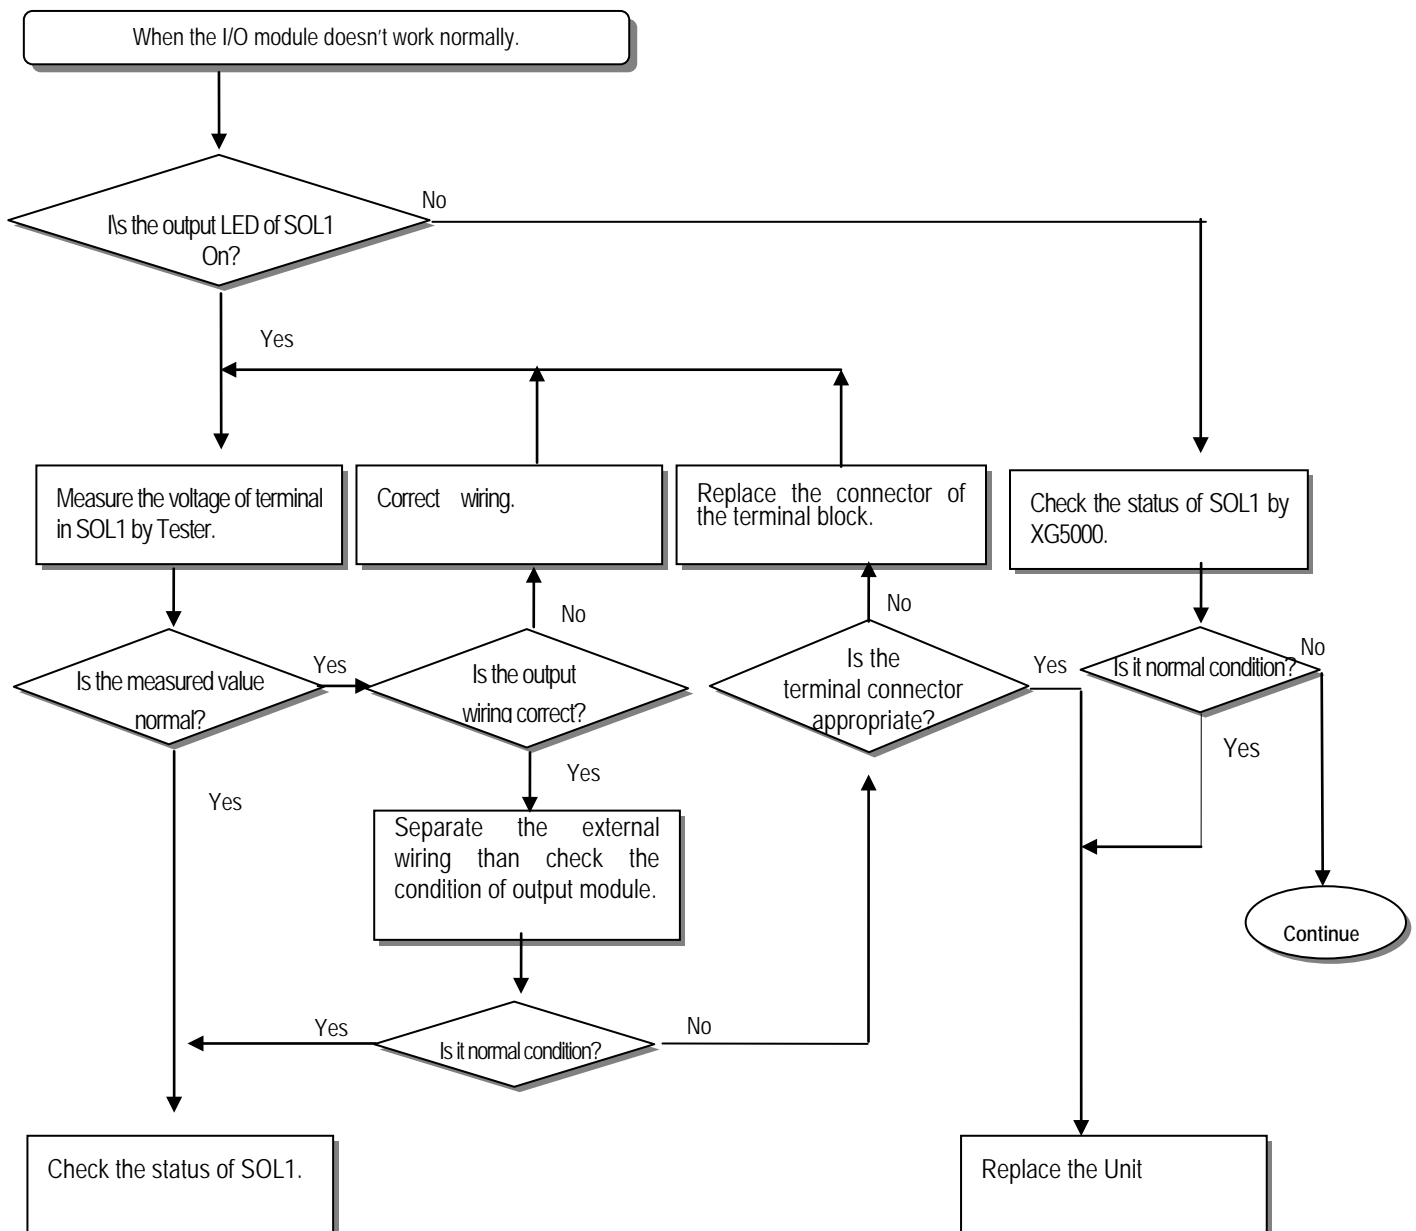 When the I/O module doesn't work normally.
No
I\s the output LED of SOL1
On?
Yes
Measure the voltage of terminal
in SOL1 by Tester.
Correct wiring.
Replace the connector of
the terminal block.
Check the status of SOL1 by
XG5000.
No
No
No
Is the measured value
normal?
Yes
Is the output
wiring correct?
Is the
terminal connector
appropriate?
Yes
Is it normal condition?
Yes
Yes
Yes
Separate the external
wiring than check the
condition of output module.
Continue
Yes
Is it normal condition?
No
Check the status of SOL1.
Replace the Unit